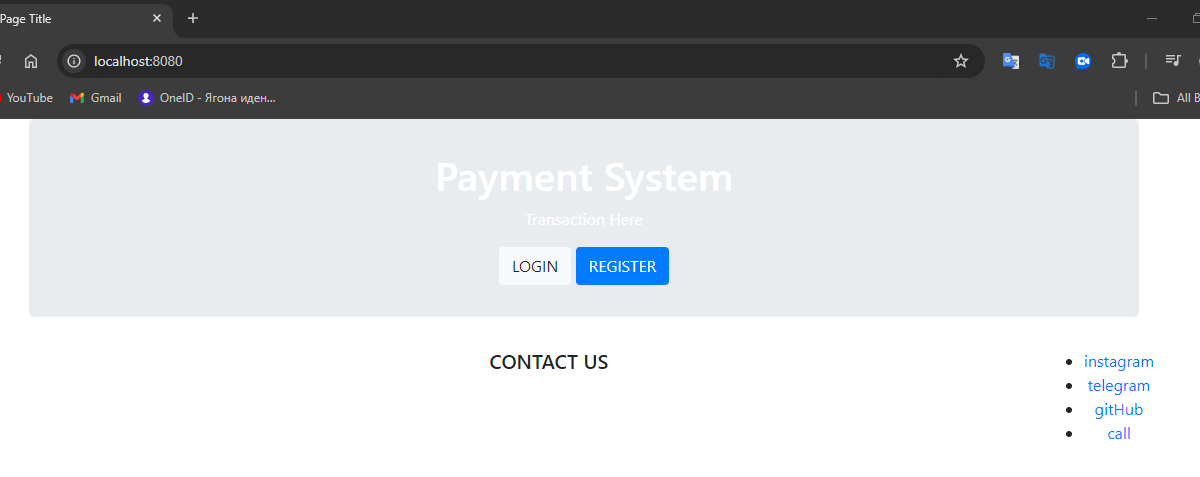 Page Title
localhost:8080
YouTube
Gmail
OneID - Ягона иден...
All B
Payment System
Transaction Here
LOGIN
REGISTER
CONTACT US
instagram
telegram
gitHub
call